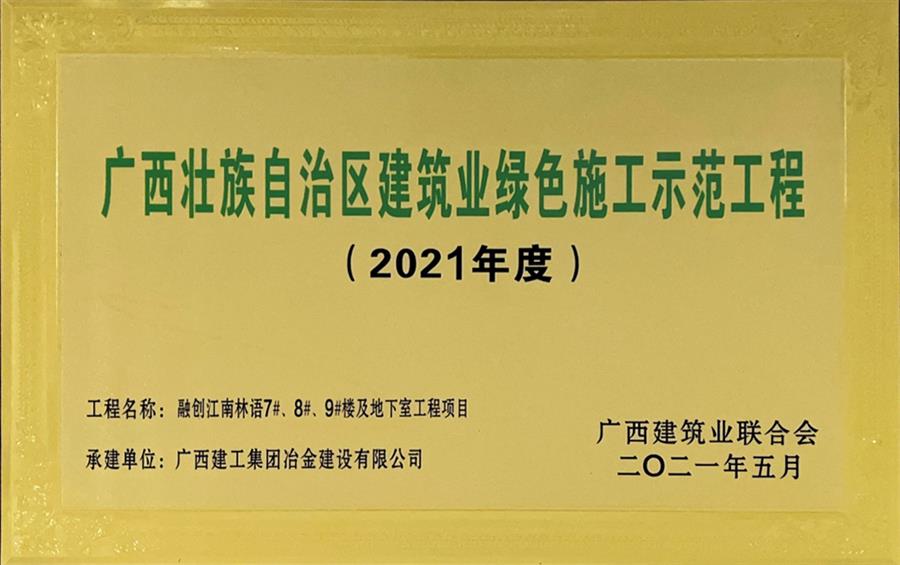 广西壮族自治区建筑业绿色施工示范工程
（2021年度）
工程名称：融创江南林语7#、8#、9#楼及地下室工程项目
承建单位：广西建工集团冶金建设有限公司
广西建筑业联合会
二〇二一年五月